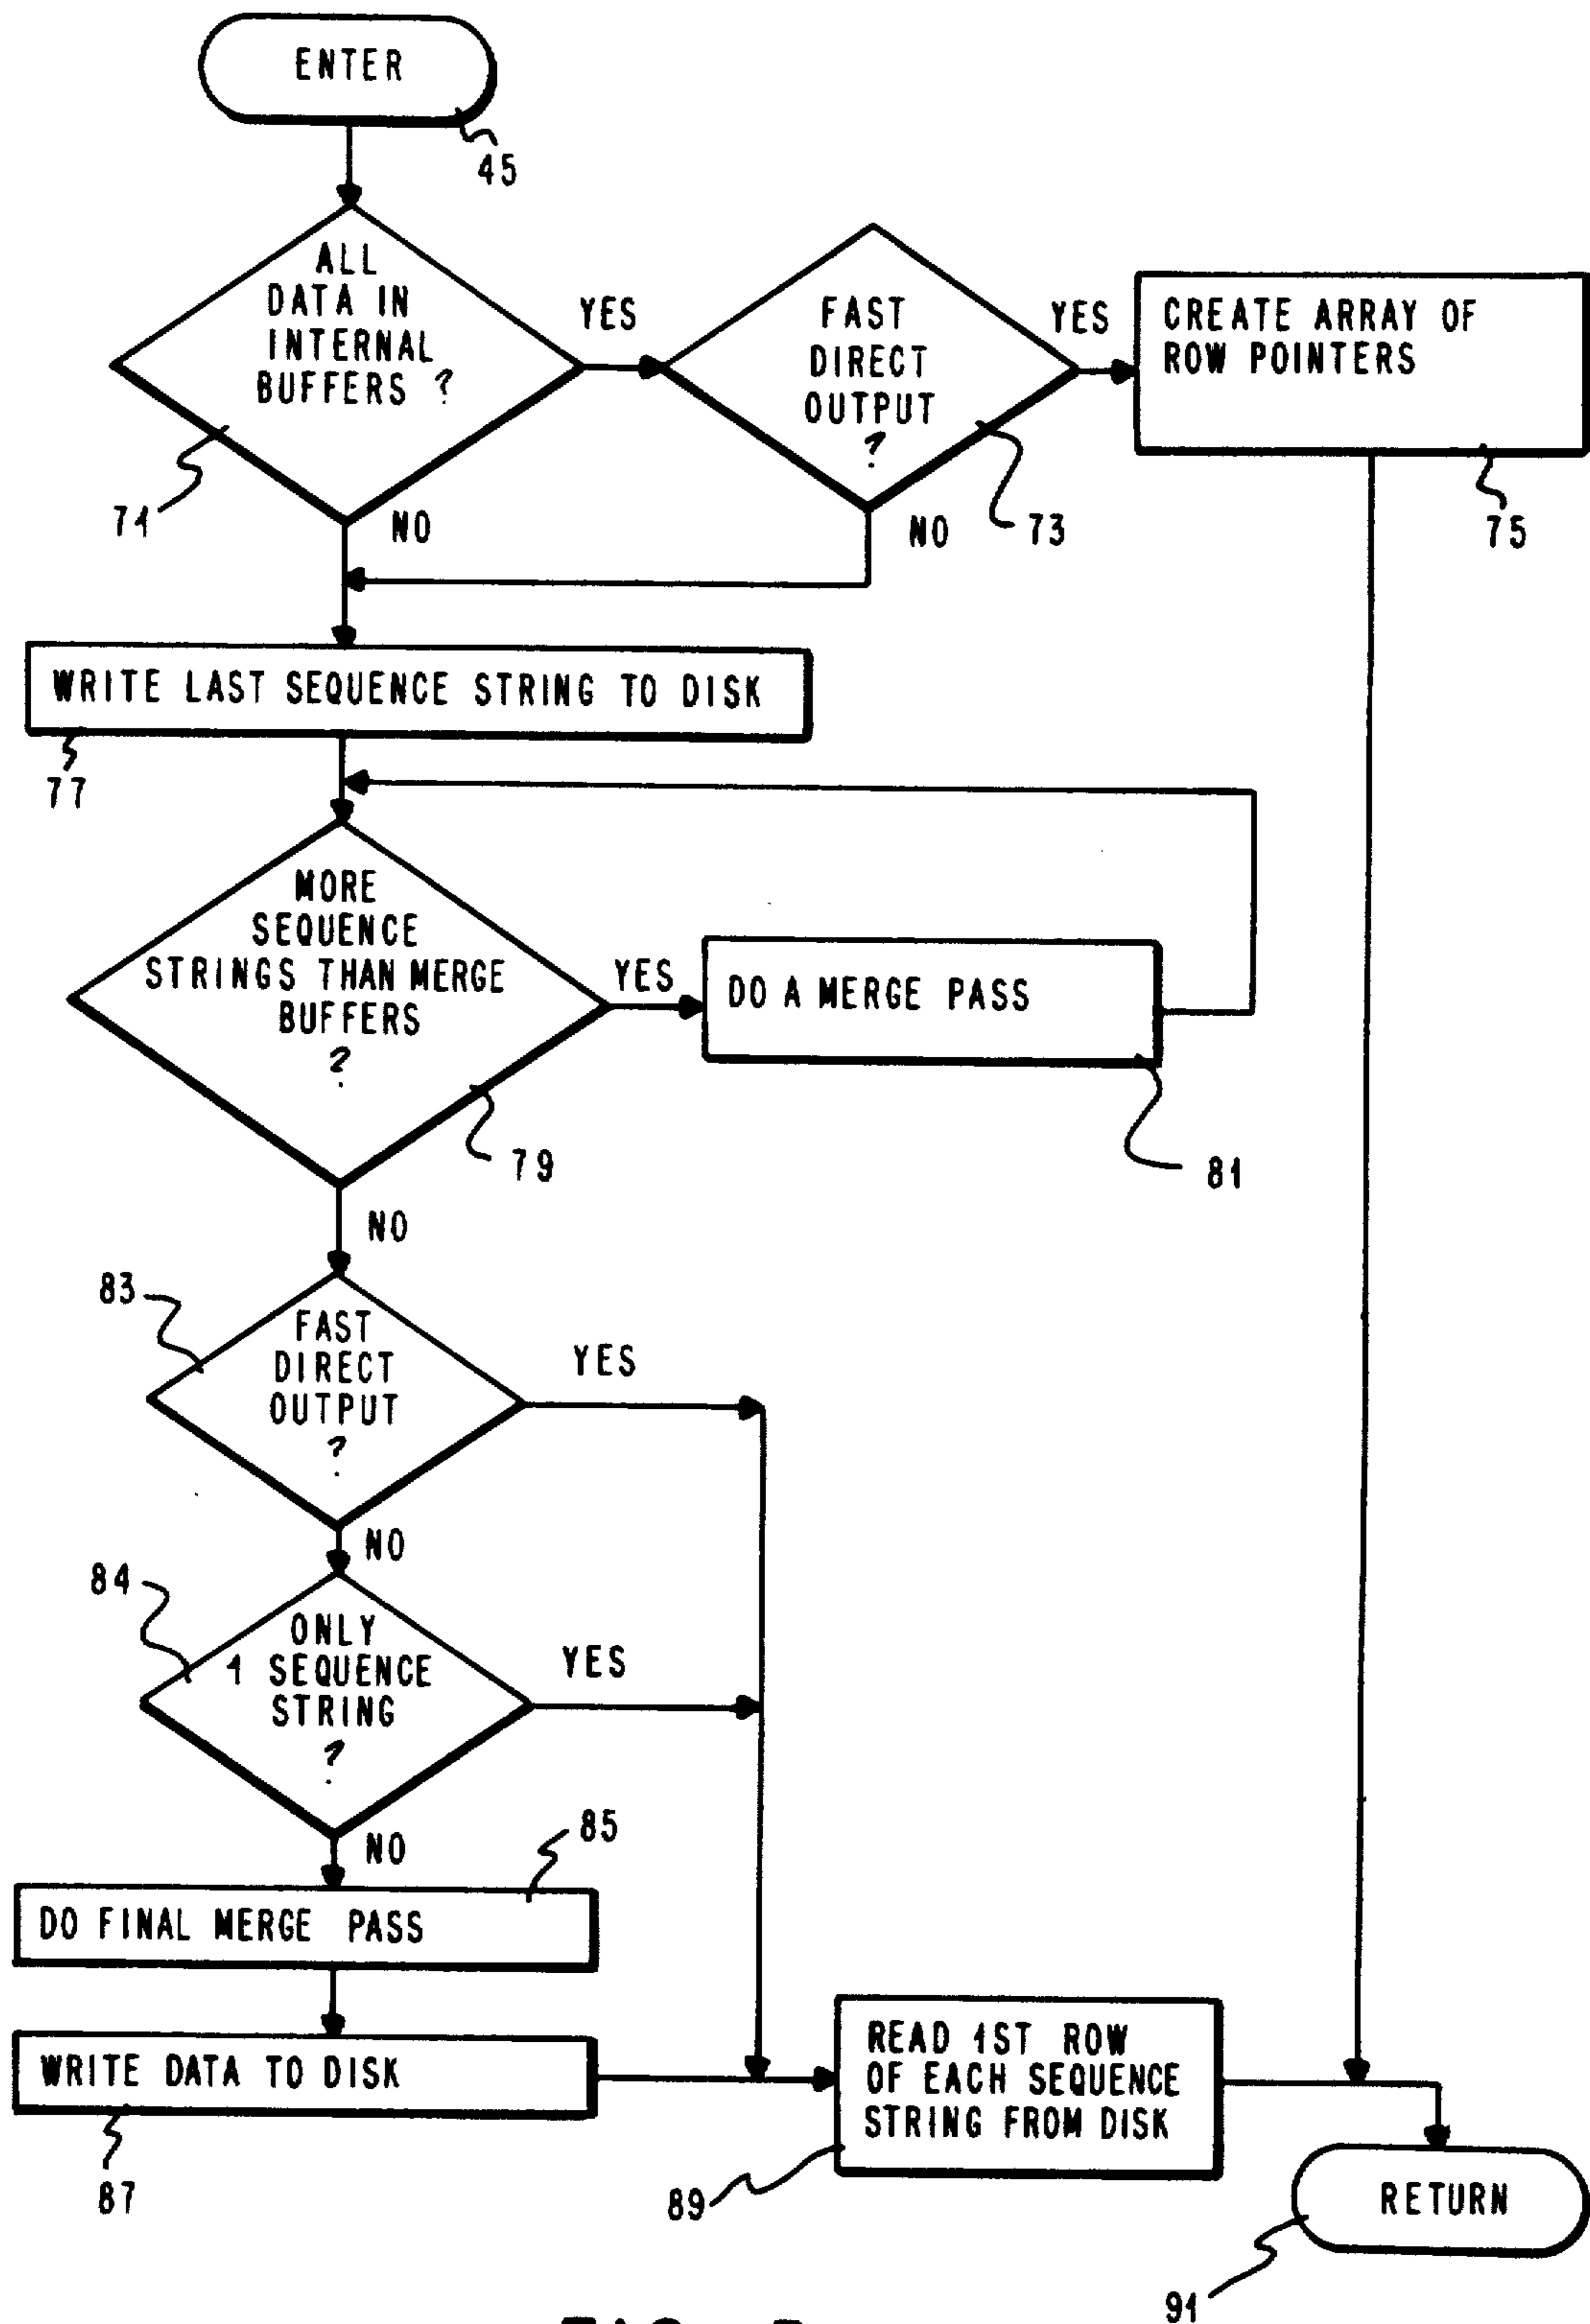 ENTER
45
ALL
DATA IN
INTERNAL
BUFFERS ?
YES
FAST
DIRECT
OUTPUT
?
YES
CREATE ARRAY OF
ROW POINTERS
71
NO
NO
73
75
WRITE LAST SEQUENCE STRING TO DISK
77
MORE
SEQUENCE
STRINGS THAN MERGE
BUFFERS
?
YES
DO A MERGE PASS
79
81
NO
83
FAST
DIRECT
OUTPUT
?
YES
NO
84
ONLY
1 SEQUENCE
STRING
?
YES
NO
85
DO FINAL MERGE PASS
WRITE DATA TO DISK
87
READ 1ST ROW
OF EACH SEQUENCE
STRING FROM DISK
89
RETURN
91